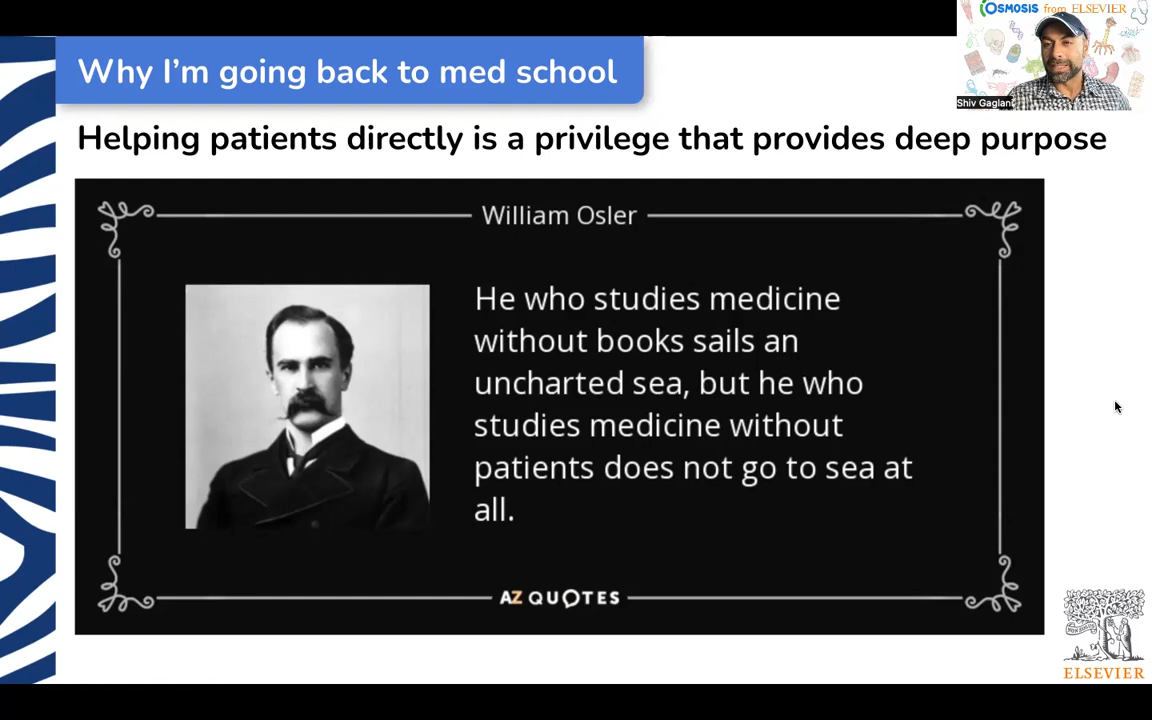 OSMOSIS from ELSEVIER
Why I'm going back to med school
Shiv Gaglani
Helping patients directly is a privilege that provides deep purpose
William Osler
He who studies medicine
without books sails an
uncharted sea, but he who
studies medicine without
patients does not go to sea at
all.
AZ QUOTES
ELSEVIER